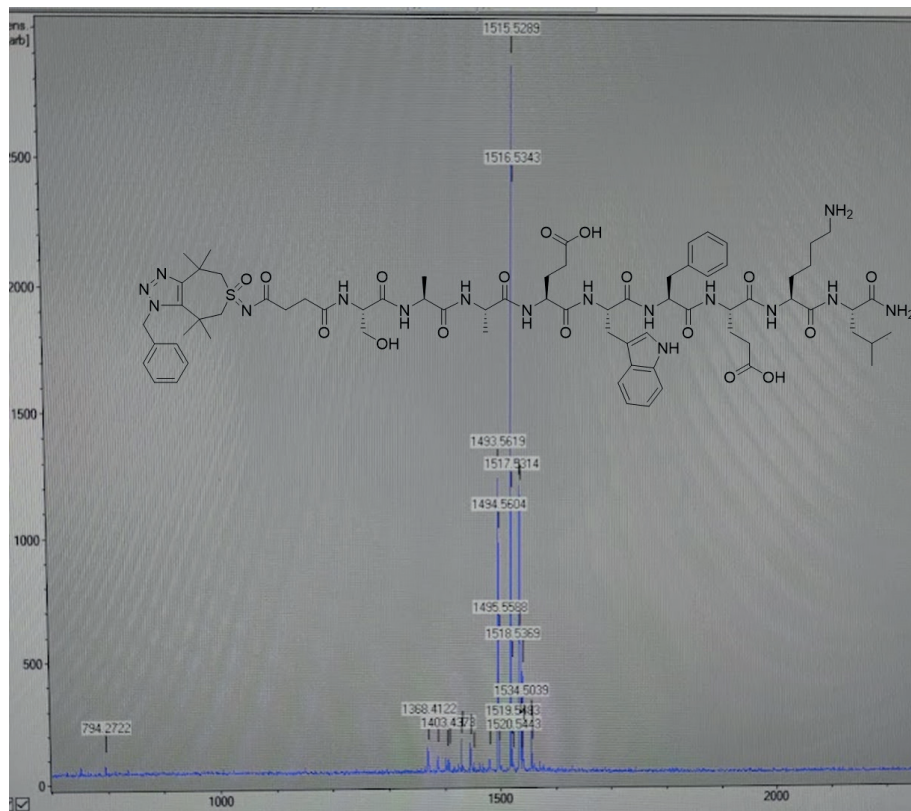 ens.
arb]
1515.5289
2500
1516.5343
2000
1500
1493.5619
1517.5314
1494.5604
1000
1495.5588
1518.5369
500
1534.5039
1368.4122
1519.5483
1403.4373
1520.5443
794.2722
0
1000
1500
2000
NH2
O
OH
N
N
N
S
O
N
O
O
H
N
O
OH
N
H
O
H
N
O
N
H
O
H
N
O
NH
N
H
O
H
N
O
O
OH
N
H
O
H
N
O
NH2